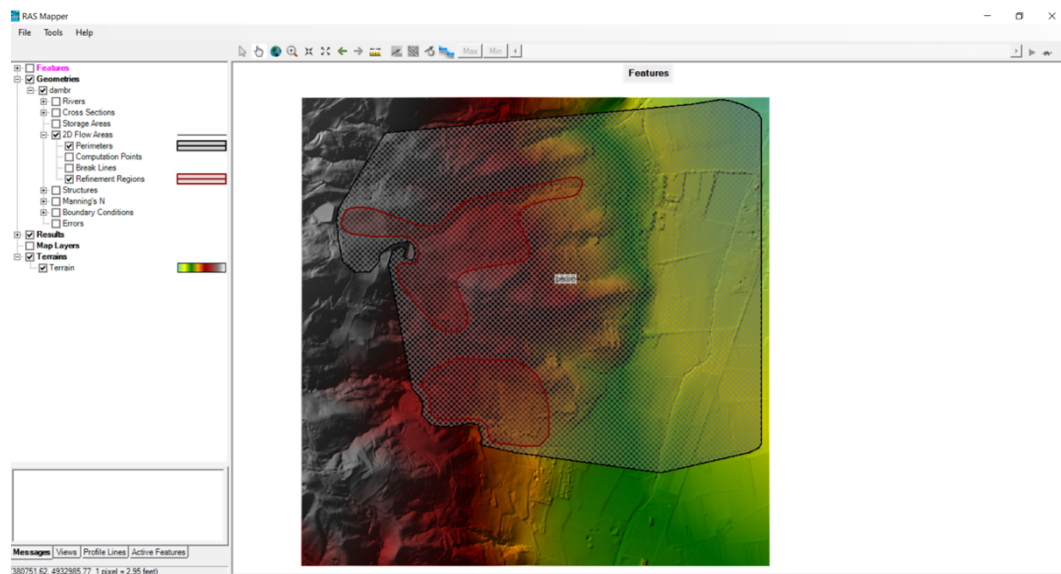 RAS Mapper
File Tools Help
Max Min
Features
Features
Geometries
dambr
Rivers
Cross Sections
Storage Areas
2D Flow Areas
Perimeters
Computation Points
Break Lines
Refinement Regions
Structures
Manning's N
Boundary Conditions
Errors
Results
Map Layers
Terrains
Terrain
Messages Views Profile Lines Active Features
380751.62, 4932985.77 1 pixel = 2.95 feet)